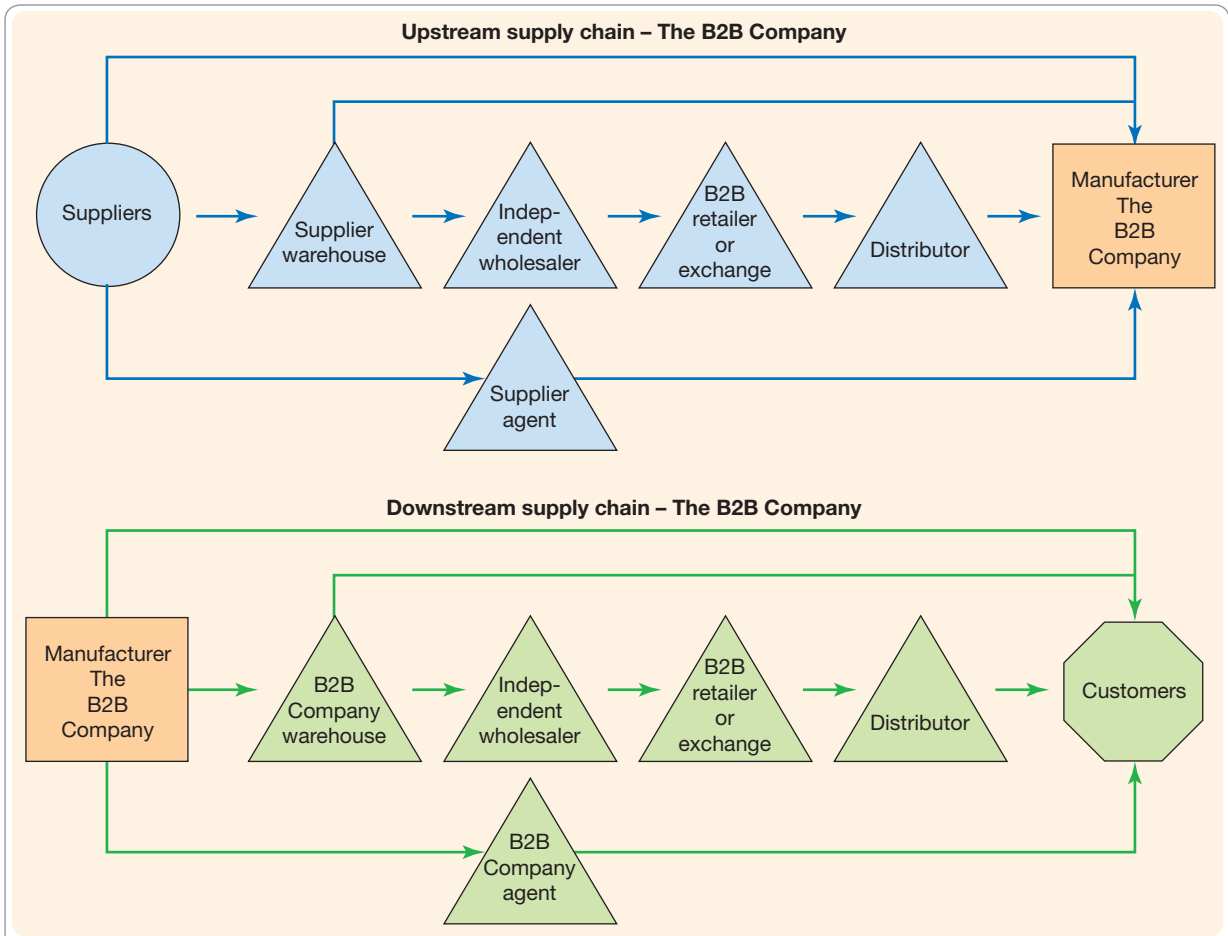 Upstream supply chain – The B2B Company
Suppliers
Supplier
warehouse
Indep-
endent
wholesaler
B2B
retailer
or
exchange
Distributor
Manufacturer
The
B2B
Company
Supplier
agent
Downstream supply chain – The B2B Company
Manufacturer
The
B2B
Company
B2B
Company
warehouse
Indep-
endent
wholesaler
B2B
retailer
or
exchange
Distributor
Customers
B2B
Company
agent